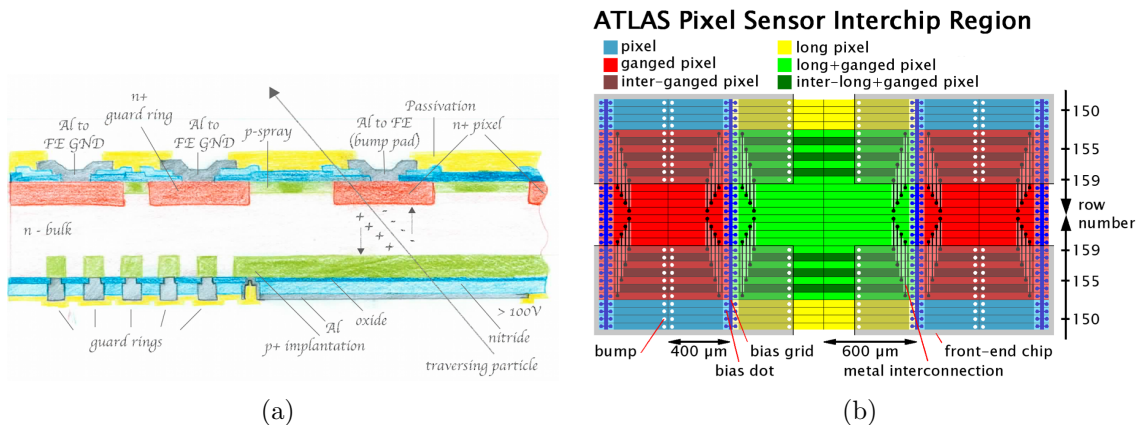 n+
guard ring
Al to
FE GND
Al to
FE GND
p-spray
Al to FE
(bump pad)
Passivation
n+ pixel
n - bulk
guard rings
Al
p+ implantation
oxide
> 100V
nitride
traversing particle
(a)
ATLAS Pixel Sensor Interchip Region
pixel
long pixel
ganged pixel
long+ganged pixel
inter-ganged pixel
inter-long+ganged pixel
150
155
159
row
number
159
155
150
400 µm
600 µm
bump
bias grid
bias dot
front-end chip
metal interconnection
(b)